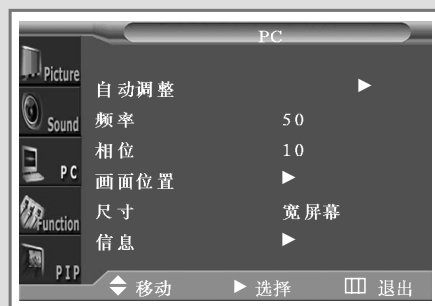 PC
Picture
Sound
PC
Function
PIP
自动调整 ▶
频率 50
相位 10
画面位置 ▶
尺寸 宽屏幕
信息 ▶
移动 ▶ 选择 退出